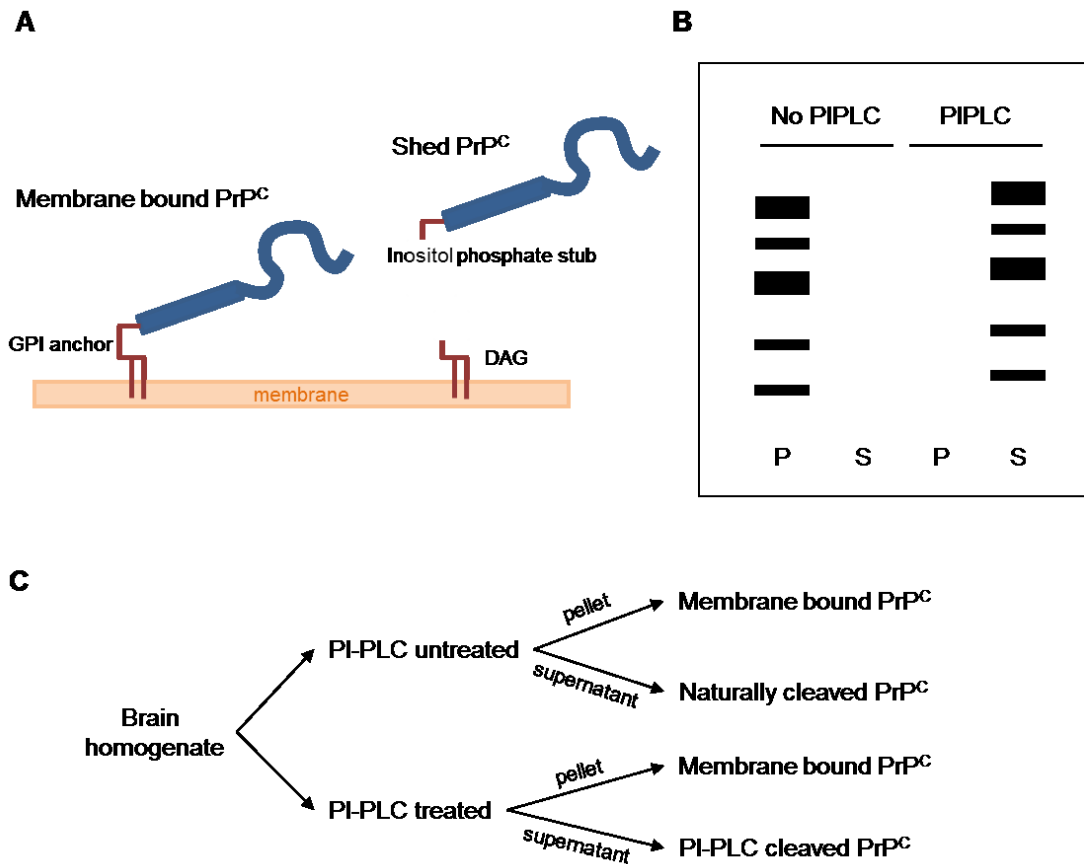 A
Membrane bound PrPC
Shed PrPC
Inositol phosphate stub
GPI anchor
DAG
membrane
B
No PIPLC PIPLC
P S P S
C
Brain
homogenate
PI-PLC untreated
pellet
Membrane bound PrPC
supernatant
Naturally cleaved PrPC
PI-PLC treated
pellet
Membrane bound PrPC
supernatant
PI-PLC cleaved PrPC